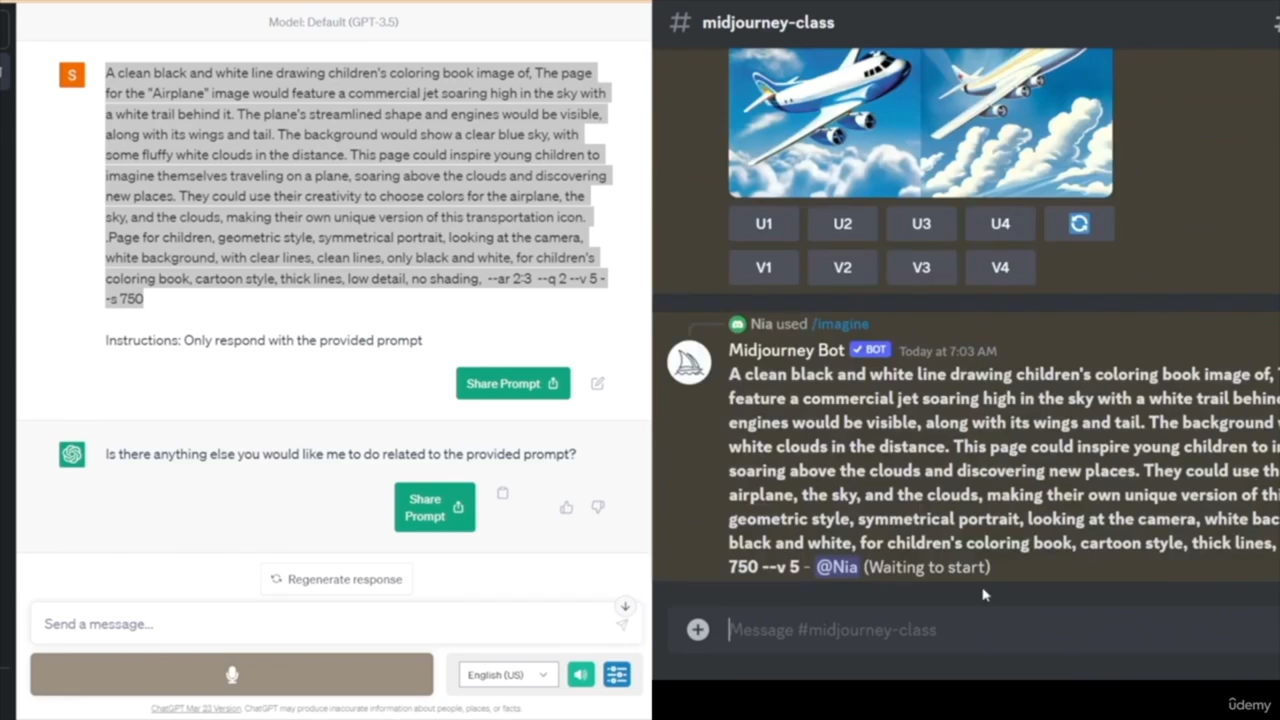 Model: Default (GPT-3.5)
S
A clean black and white line drawing children's coloring book image of, The page
for the "Airplane" image would feature a commercial jet soaring high in the sky with
a white trail behind it. The plane's streamlined shape and engines would be visible,
along with its wings and tail. The background would show a clear blue sky, with
some fluffy white clouds in the distance. This page could inspire young children to
imagine themselves traveling on a plane, soaring above the clouds and discovering
new places. They could use their creativity to choose colors for the airplane, the
sky, and the clouds, making their own unique version of this transportation icon.
.Page for children, geometric style, symmetrical portrait, looking at the camera,
white background, with clear lines, clean lines, only black and white, for children's
coloring book, cartoon style, thick lines, low detail, no shading, --ar 2:3 --q 2 --v 5 -
-s 750
Instructions: Only respond with the provided prompt
Share Prompt
Is there anything else you would like me to do related to the provided prompt?
Share
Prompt
Regenerate response
Send a message...
English (US)
ChatGPT Mar 23 Version. ChatGPT may produce inaccurate information about people, places, or facts.
# midjourney-class
U1 U2 U3 U4
V1 V2 V3 V4
Nia used /imagine
Midjourney Bot BOT Today at 7:03 AM
A clean black and white line drawing children's coloring book image of,
feature a commercial jet soaring high in the sky with a white trail behin
engines would be visible, along with its wings and tail. The background
white clouds in the distance. This page could inspire young children to i
soaring above the clouds and discovering new places. They could use th
airplane, the sky, and the clouds, making their own unique version of thi
geometric style, symmetrical portrait, looking at the camera, white bac
black and white, for children's coloring book, cartoon style, thick lines,
750 --v 5 - @Nia (Waiting to start)
Message #midjourney-class
ûdemy